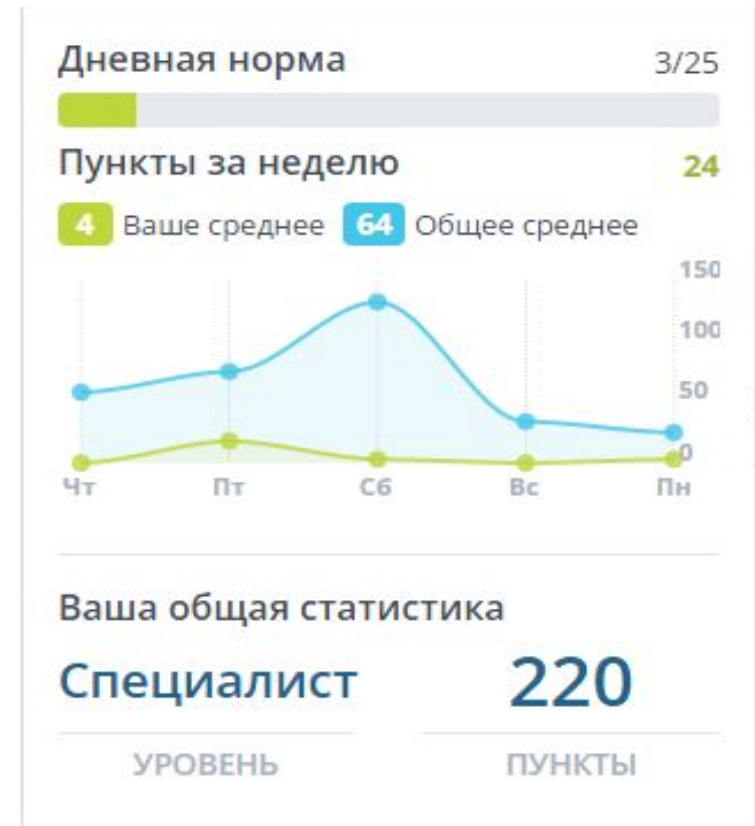 Дневная норма 3/25
Пункты за неделю 24
4 Ваше среднее 64 Общее среднее
150
100
50
0
Чт Пт Сб Вс Пн
Ваша общая статистика
Специалист 220
УРОВЕНЬ ПУНКТЫ